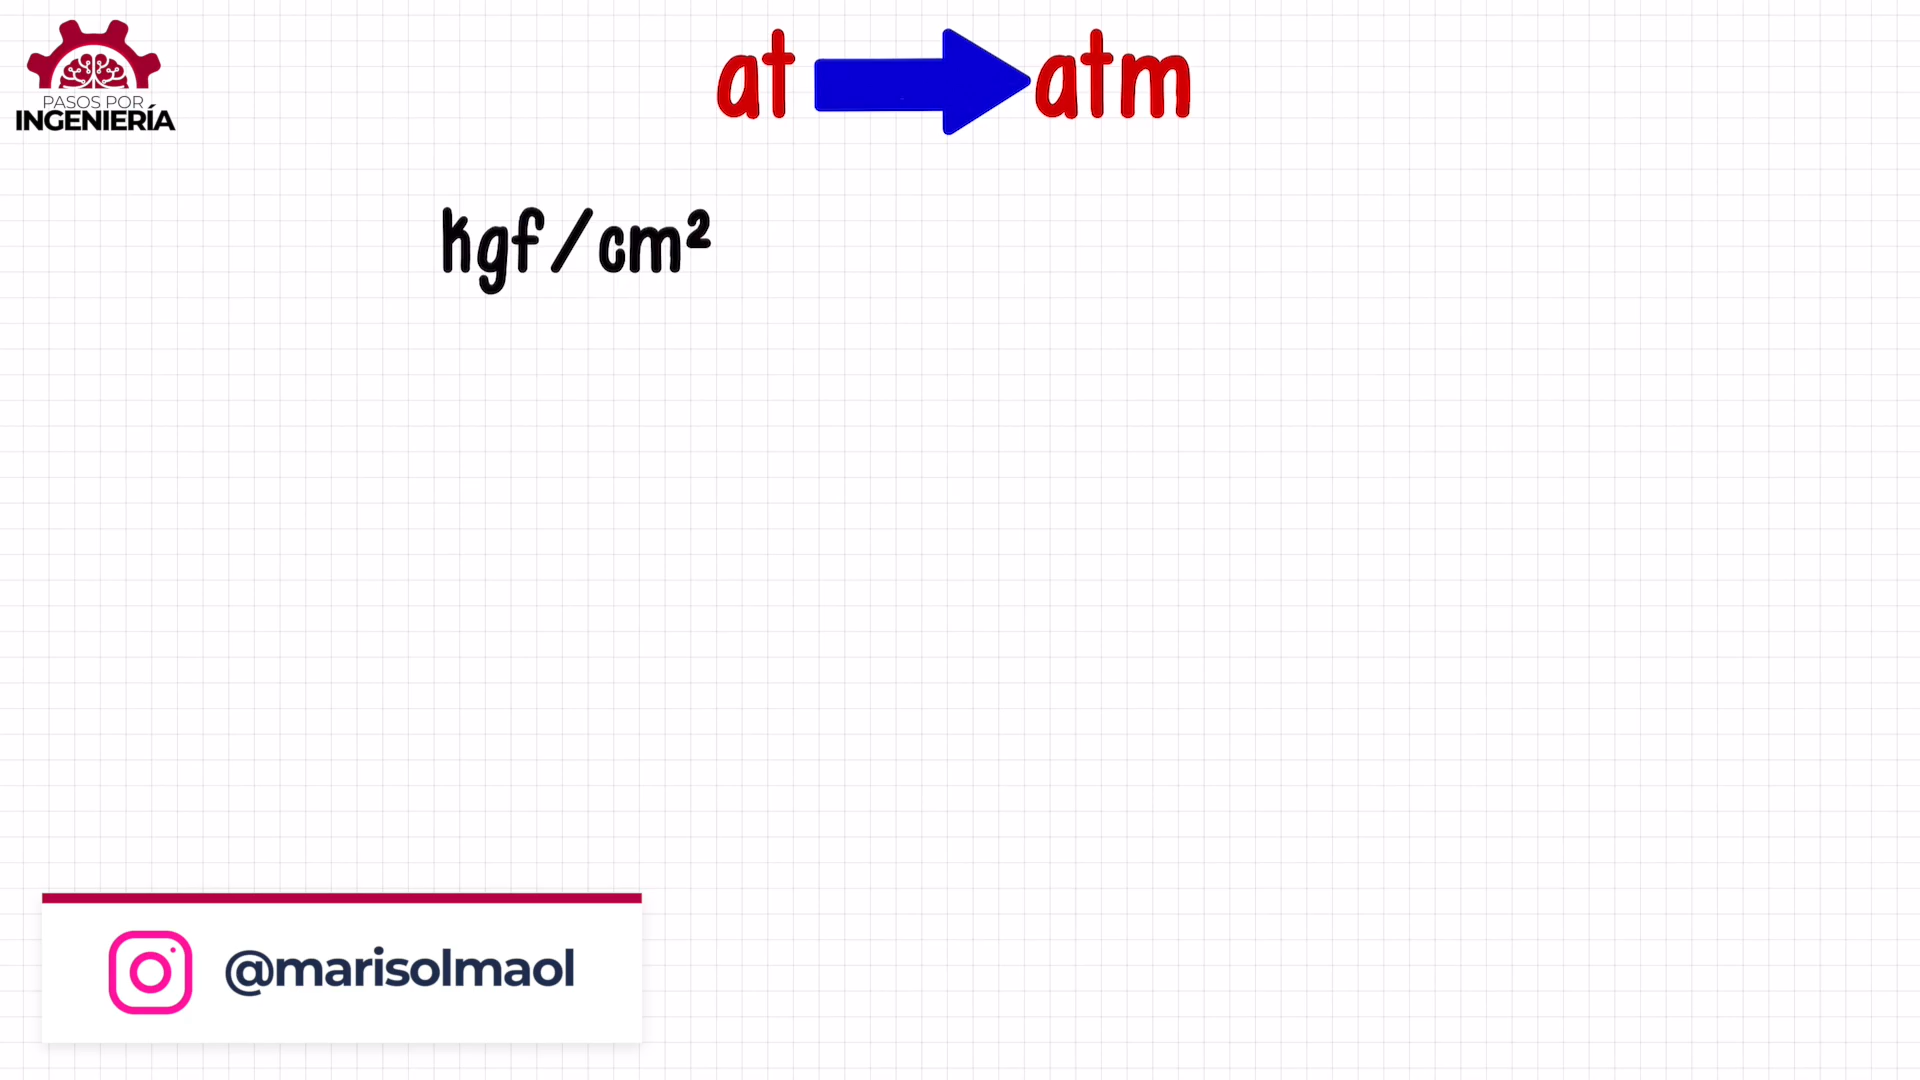 PASOS POR
INGENIERÍA
at atm
kgf/cm²
@marisolmaol